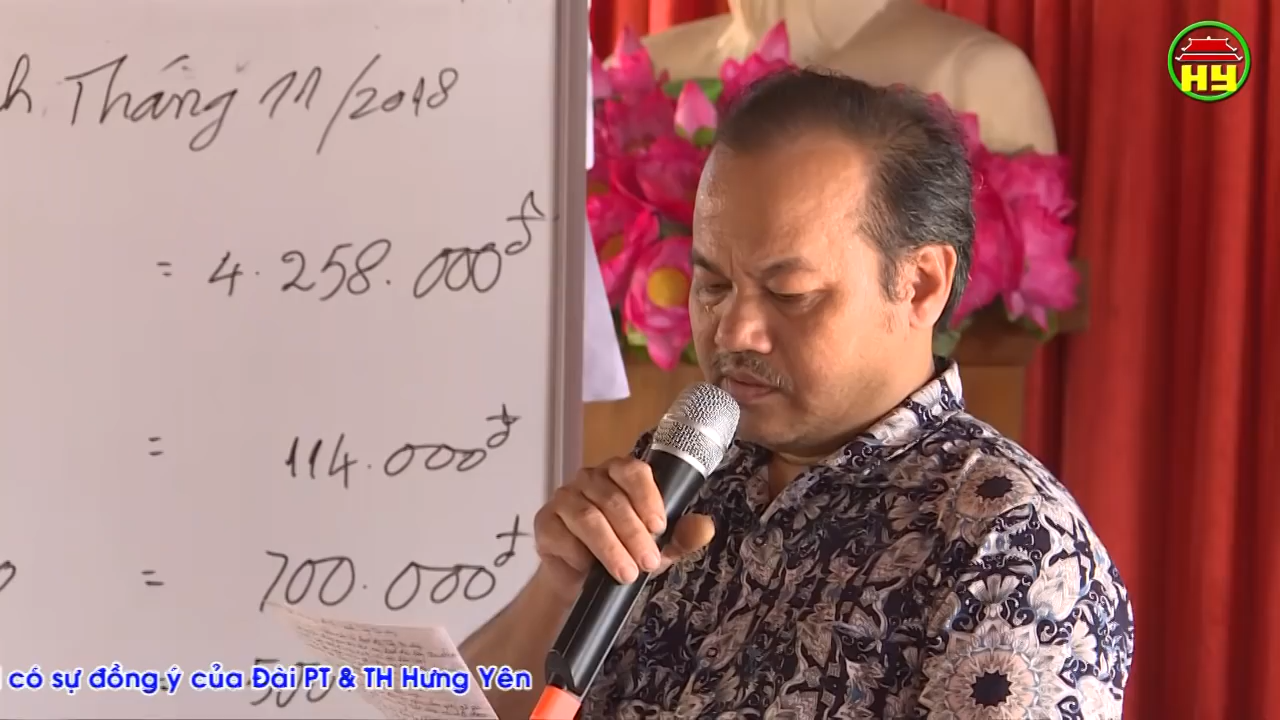 HY
Tháng 11/2018
= 4.258.000đ
= 114.000đ
= 700.000đ
500
có sự đồng ý của Đài PT & TH Hưng Yên